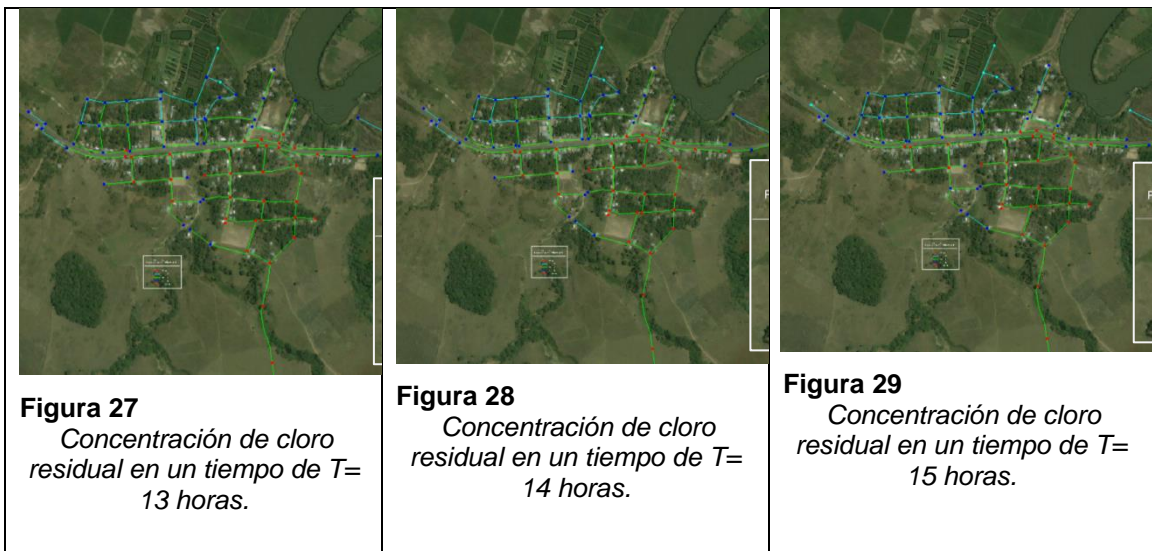 Figura 27
Concentración de cloro
residual en un tiempo de T=
13 horas.
Figura 28
Concentración de cloro
residual en un tiempo de T=
14 horas.
Figura 29
Concentración de cloro
residual en un tiempo de T=
15 horas.